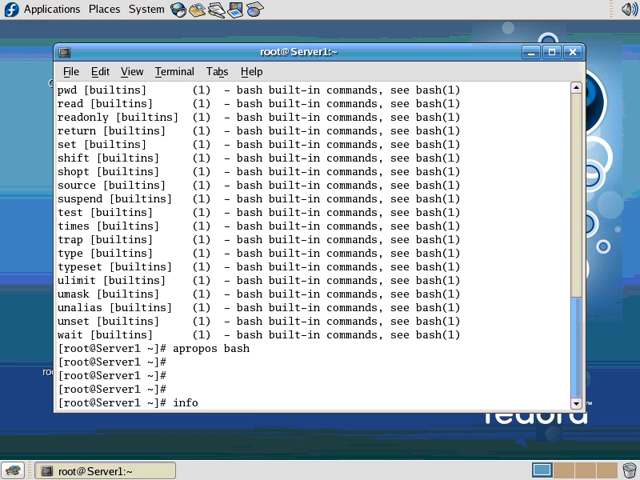 Applications Places System
root@Server1:~
File Edit View Terminal Tabs Help
pwd [builtins] (1) - bash built-in commands, see bash(1)
read [builtins] (1) - bash built-in commands, see bash(1)
readonly [builtins] (1) - bash built-in commands, see bash(1)
return [builtins] (1) - bash built-in commands, see bash(1)
set [builtins] (1) - bash built-in commands, see bash(1)
shift [builtins] (1) - bash built-in commands, see bash(1)
shopt [builtins] (1) - bash built-in commands, see bash(1)
source [builtins] (1) - bash built-in commands, see bash(1)
suspend [builtins] (1) - bash built-in commands, see bash(1)
test [builtins] (1) - bash built-in commands, see bash(1)
times [builtins] (1) - bash built-in commands, see bash(1)
trap [builtins] (1) - bash built-in commands, see bash(1)
type [builtins] (1) - bash built-in commands, see bash(1)
typeset [builtins] (1) - bash built-in commands, see bash(1)
ulimit [builtins] (1) - bash built-in commands, see bash(1)
umask [builtins] (1) - bash built-in commands, see bash(1)
unalias [builtins] (1) - bash built-in commands, see bash(1)
unset [builtins] (1) - bash built-in commands, see bash(1)
wait [builtins] (1) - bash built-in commands, see bash(1)
[root@Server1 ~]# apropos bash
[root@Server1 ~]#
[root@Server1 ~]#
[root@Server1 ~]#
[root@Server1 ~]# info
fedora™
root@Server1:~